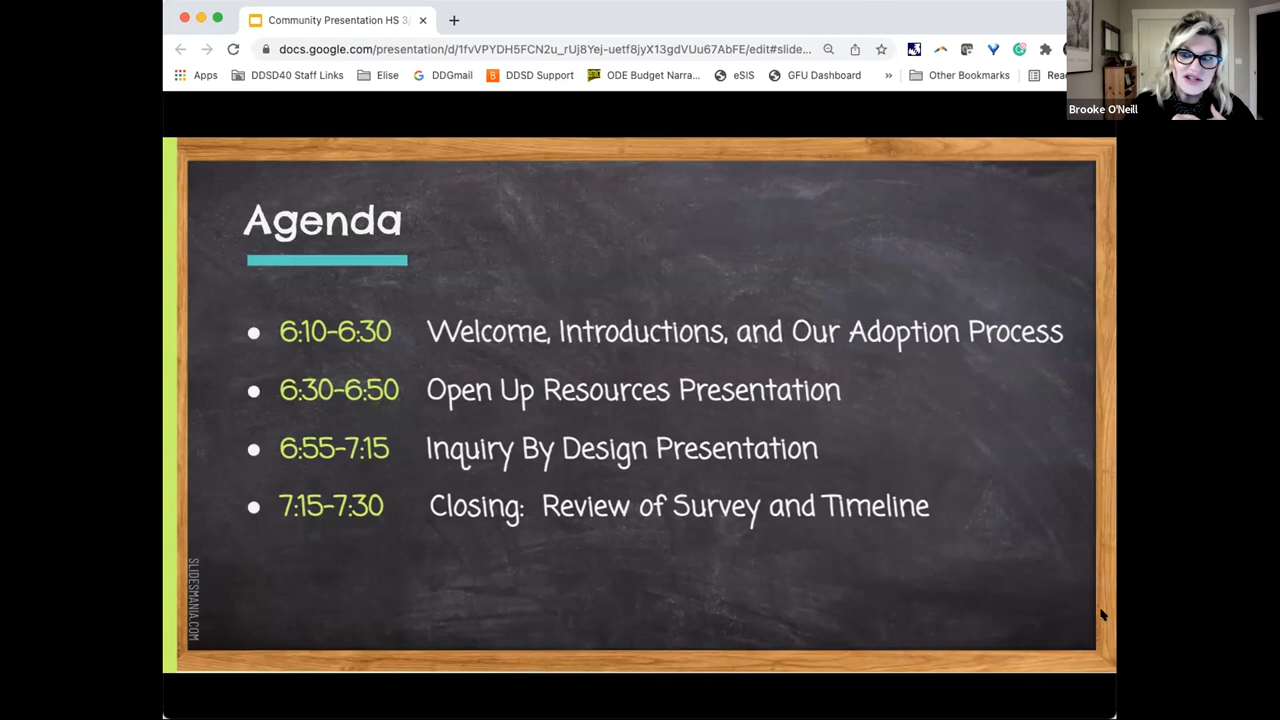 Community Presentation HS 3/
docs.google.com/presentation/d/1fvVPYDH5FCN2u_rUj8Yej-uetf8jyX13gdVUu67AbFE/edit#slide...
Apps DDSD40 Staff Links Elise DDGmail DDSD Support ODE Budget Narra... eSIS GFU Dashboard » Other Bookmarks Rea
Brooke O'Neill
Agenda
6:10-6:30 Welcome, Introductions, and Our Adoption Process
6:30-6:50 Open Up Resources Presentation
6:55-7:15 Inquiry By Design Presentation
7:15-7:30 Closing: Review of Survey and Timeline
SLIDESMANIA.COM